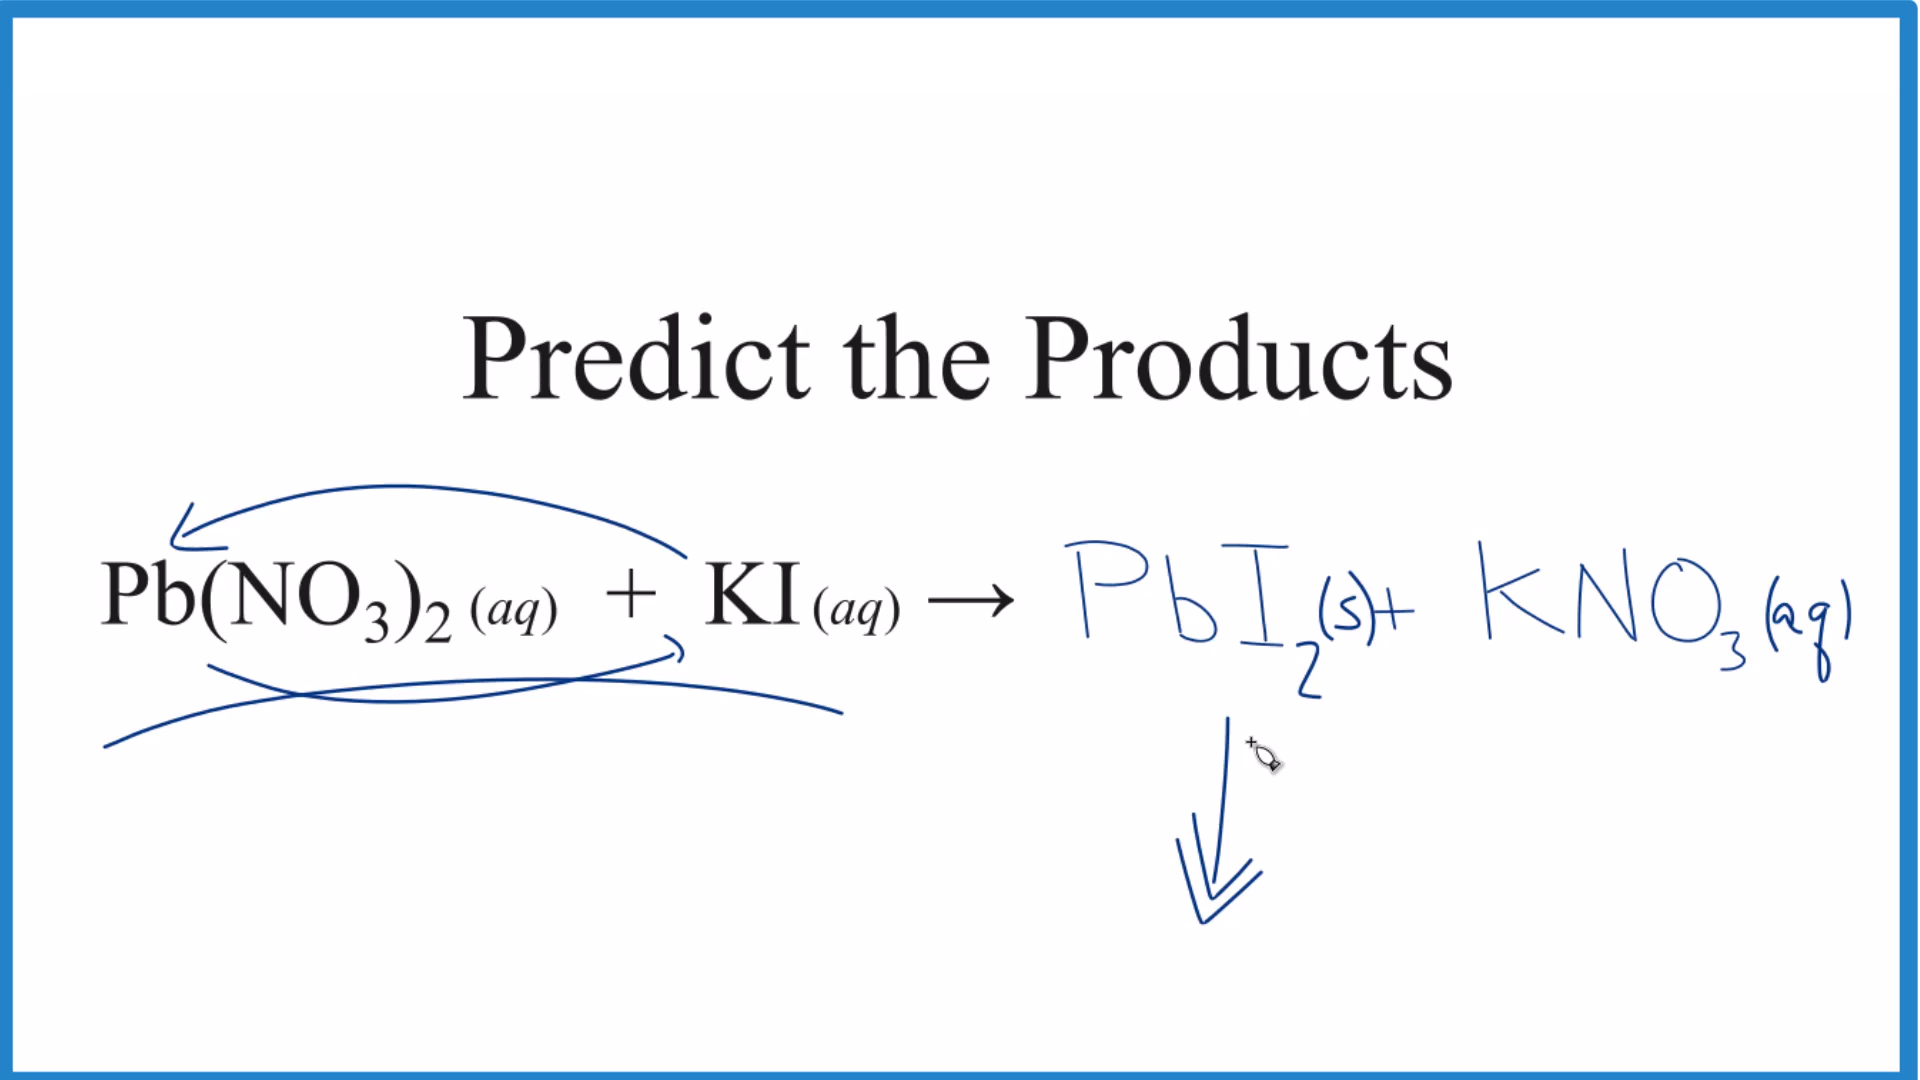 Predict the Products
Pb(NO₃)₂ (aq) + KI (aq) → PbI₂(s) + KNO₃(aq)